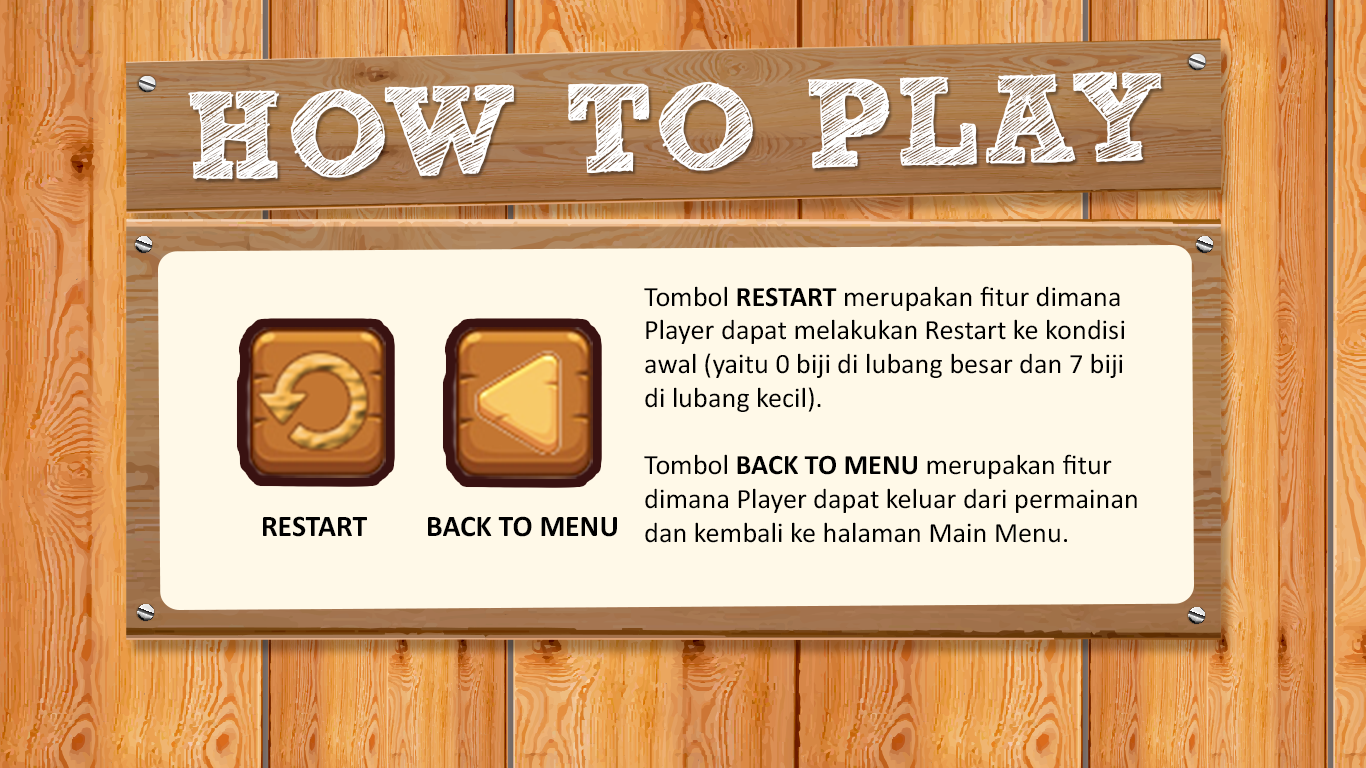 HOW TO PLAY
RESTART
BACK TO MENU
Tombol RESTART merupakan fitur dimana
Player dapat melakukan Restart ke kondisi
awal (yaitu 0 biji di lubang besar dan 7 biji
di lubang kecil).
Tombol BACK TO MENU merupakan fitur
dimana Player dapat keluar dari permainan
dan kembali ke halaman Main Menu.